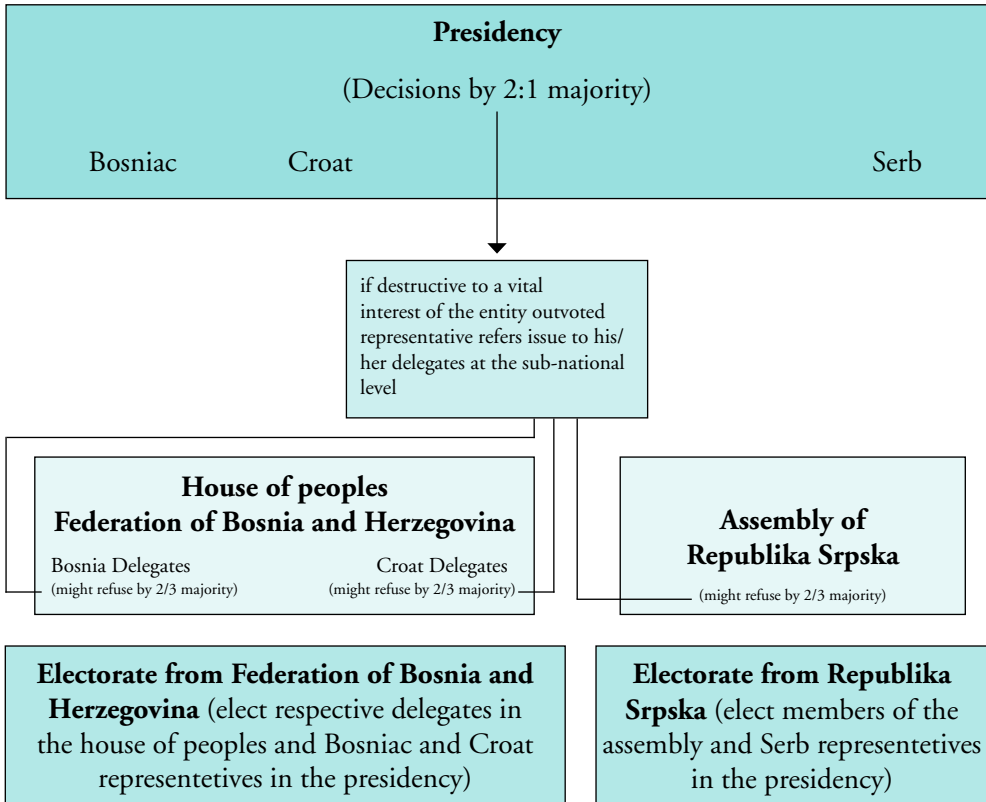 Presidency
(Decisions by 2:1 majority)
Bosniac Croat Serb
if destructive to a vital
interest of the entity outvoted
representative refers issue to his/
her delegates at the sub-national
level
House of peoples
Federation of Bosnia and Herzegovina
Bosnia Delegates Croat Delegates
(might refuse by 2/3 majority) (might refuse by 2/3 majority)
Assembly of
Republika Srpska
(might refuse by 2/3 majority)
Electorate from Federation of Bosnia and
Herzegovina (elect respective delegates in
the house of peoples and Bosniac and Croat
representetives in the presidency)
Electorate from Republika
Srpska (elect members of the
assembly and Serb representetives
in the presidency)